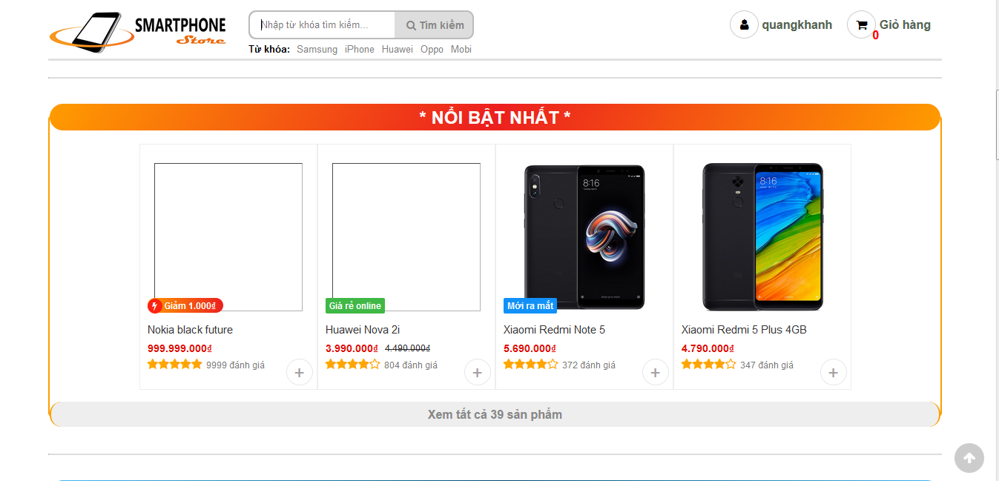 SMARTPHONE
Store
Nhập từ khóa tìm kiếm...
Tìm kiếm
Từ khóa: Samsung iPhone Huawei Oppo Mobi
quangkhanh
0
Giỏ hàng
* NỔI BẬT NHẤT *
8:16
8:16
Giảm 1.000₫
Giá rẻ online
Mới ra mắt
Nokia black future
Huawei Nova 2i
Xiaomi Redmi Note 5
Xiaomi Redmi 5 Plus 4GB
999.999.000₫
3.990.000₫ 4.490.000₫
5.690.000₫
4.790.000₫
9999 đánh giá
804 đánh giá
372 đánh giá
347 đánh giá
Xem tất cả 39 sản phẩm